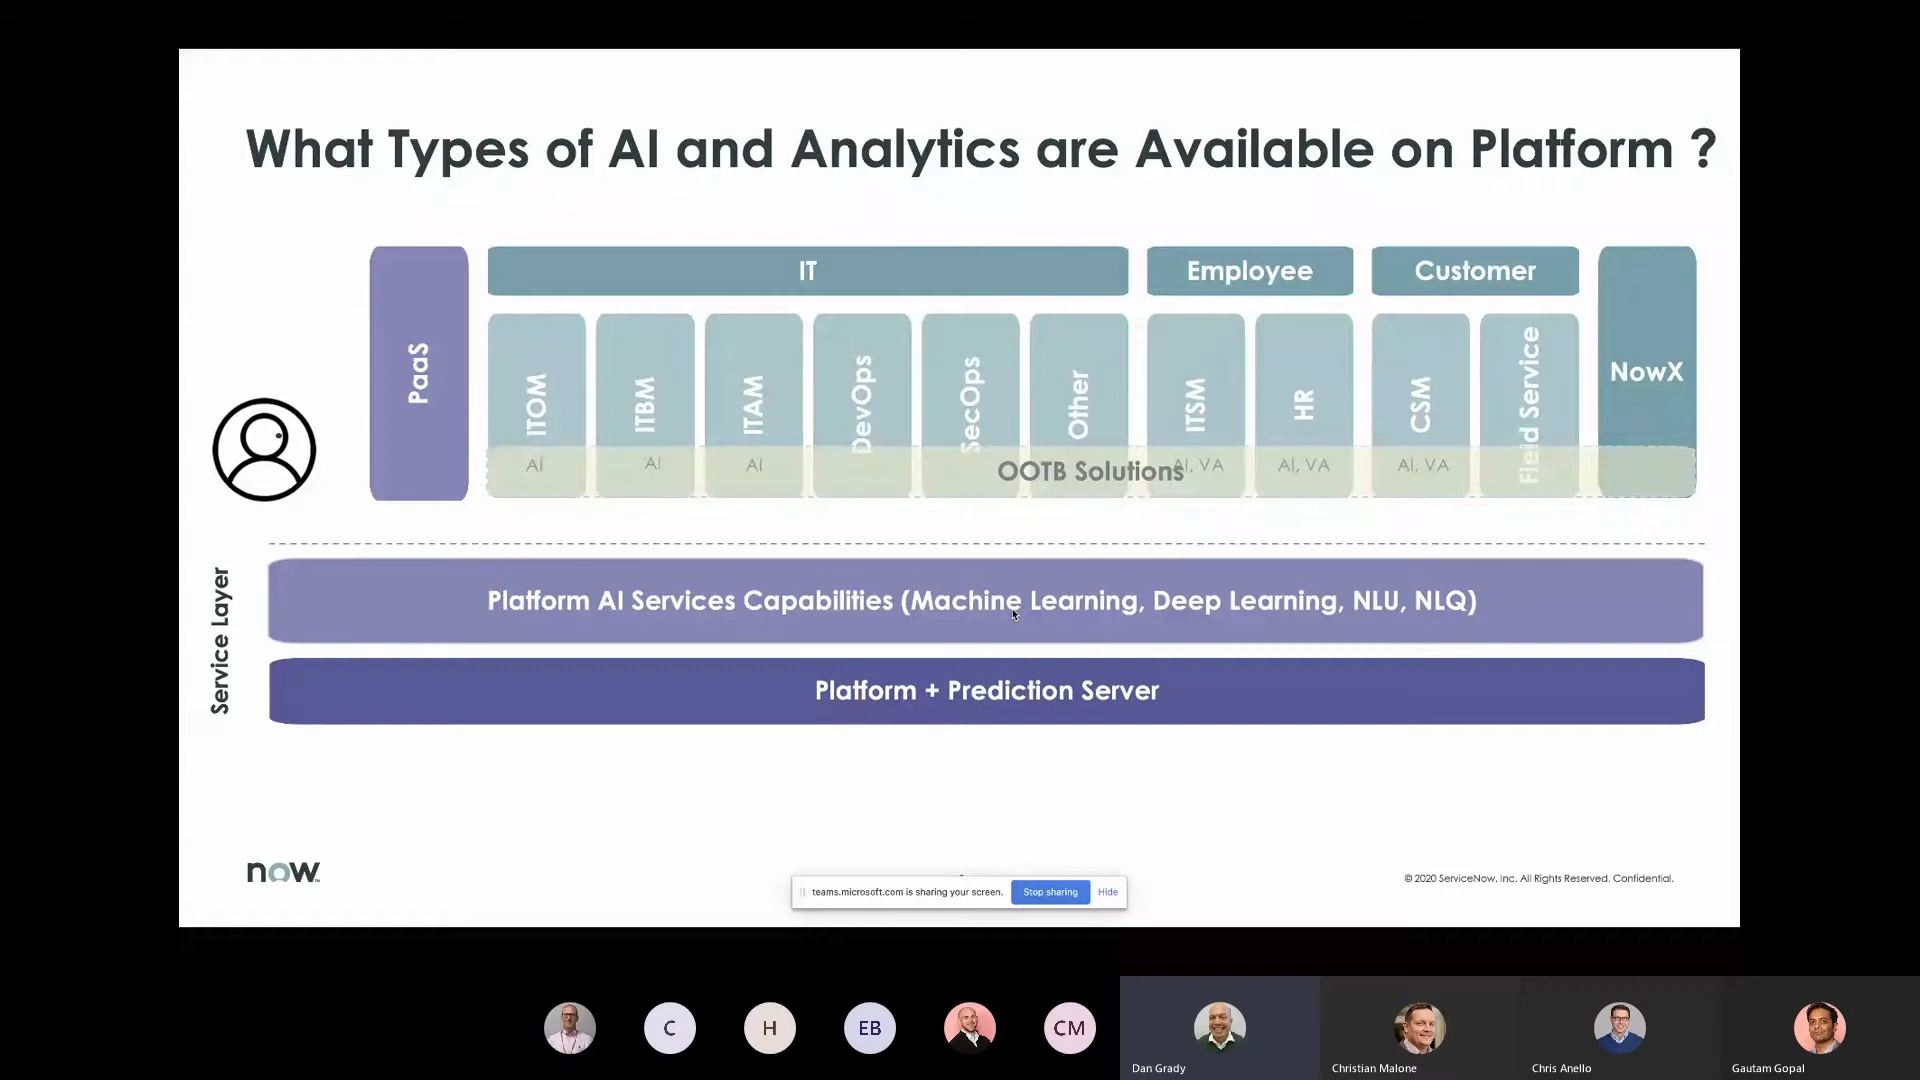 What Types of AI and Analytics are Available on Platform ?
PaaS
IT
Employee
Customer
NowX
ITOM
ITBM
ITAM
DevOps
SecOps
Other
ITSM
HR
CSM
Field Service
AI
AI
AI
OOTB Solutions
AI, VA
AI, VA
AI, VA
Service Layer
Platform AI Services Capabilities (Machine Learning, Deep Learning, NLU, NLQ)
Platform + Prediction Server
now
teams.microsoft.com is sharing your screen.
Stop sharing
Hide
© 2020 ServiceNow, Inc. All Rights Reserved. Confidential.
C
H
EB
CM
Dan Grady
Christian Malone
Chris Anello
Gautam Gopal